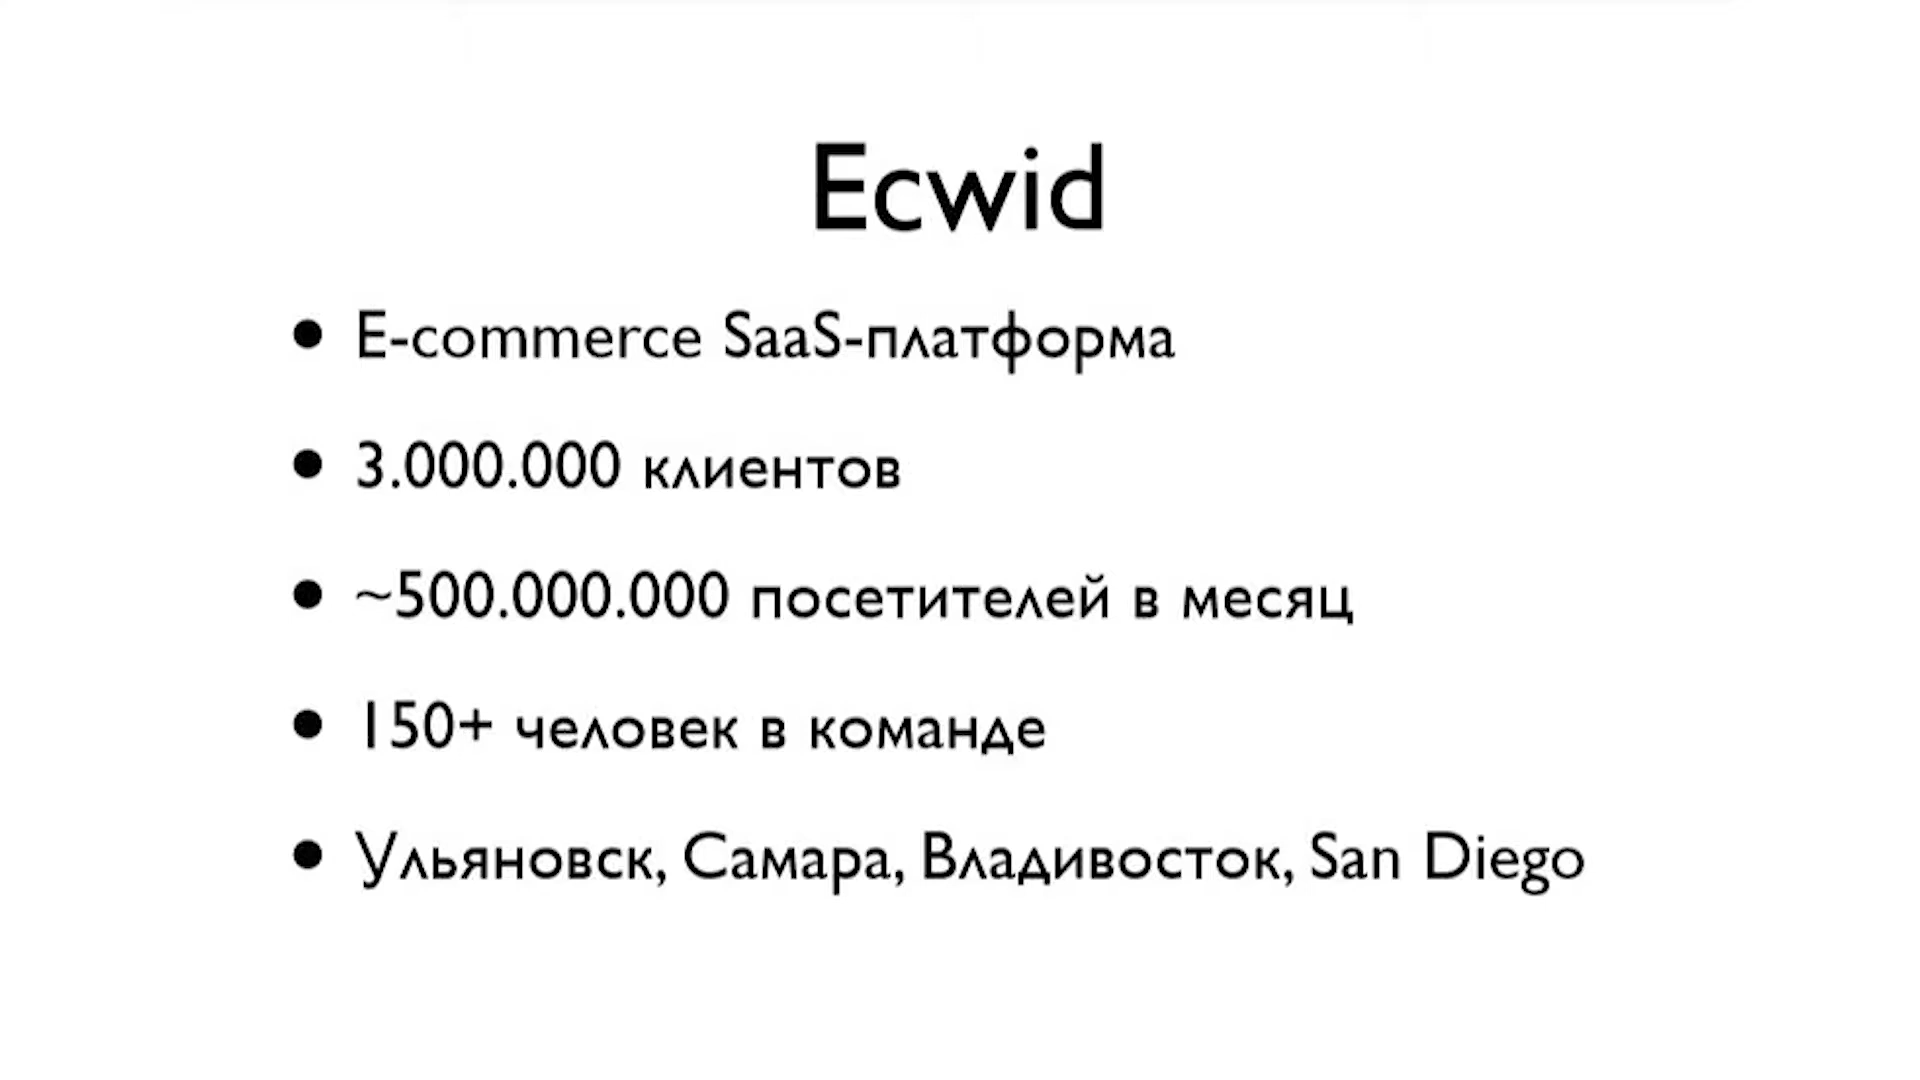 Ecwid
• E-commerce SaaS-платформа
• 3.000.000 клиентов
• ~500.000.000 посетителей в месяц
• 150+ человек в команде
• Ульяновск, Самара, Владивосток, San Diego